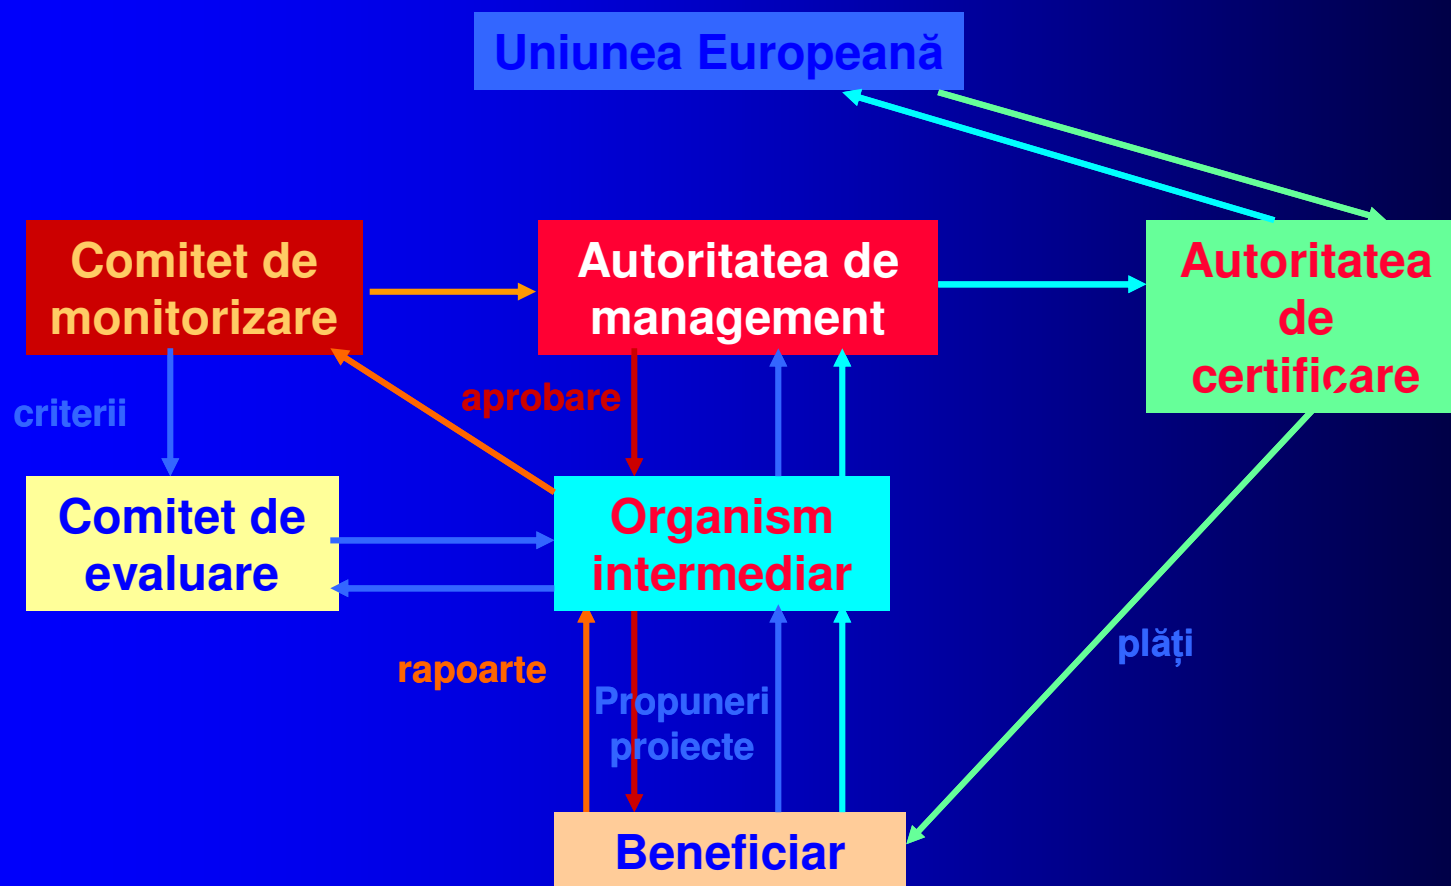 Uniunea Europeană
Comitet de
monitorizare
Autoritatea de
management
Autoritatea
de
certificare
criterii
aprobare
Comitet de
evaluare
Organism
intermediar
rapoarte
Propuneri
proiecte
plăți
Beneficiar